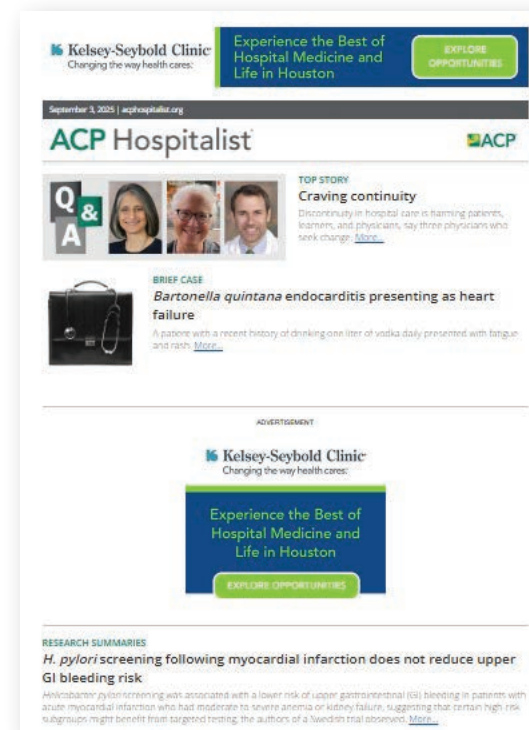 Kelsey-Seybold Clinic
Changing the way health cares.
Experience the Best of
Hospital Medicine and
Life in Houston
EXPLORE
OPPORTUNITIES
September 3, 2025 | acphospitalist.org
ACP Hospitalist
ACP
Q & A
TOP STORY
Craving continuity
Discontinuity in hospital care is harming patients,
learners, and physicians, say three physicians who
seek change. More...
BRIEF CASE
Bartonella quintana endocarditis presenting as heart
failure
A patient with a recent history of drinking one liter of vodka daily presented with fatigue
and rash. More...
ADVERTISEMENT
Kelsey-Seybold Clinic
Changing the way health cares.
Experience the Best of
Hospital Medicine and
Life in Houston
EXPLORE OPPORTUNITIES
RESEARCH SUMMARIES
H. pylori screening following myocardial infarction does not reduce upper
GI bleeding risk
Helicobacter pylori screening was associated with a lower risk of upper gastrointestinal (GI) bleeding in patients with
acute myocardial infarction who had moderate to severe anemia or kidney failure, suggesting that certain high-risk
subgroups might benefit from targeted testing, the authors of a Swedish trial observed. More...